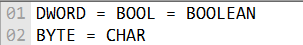 01 DWORD = BOOL = BOOLEAN
02 BYTE = CHAR